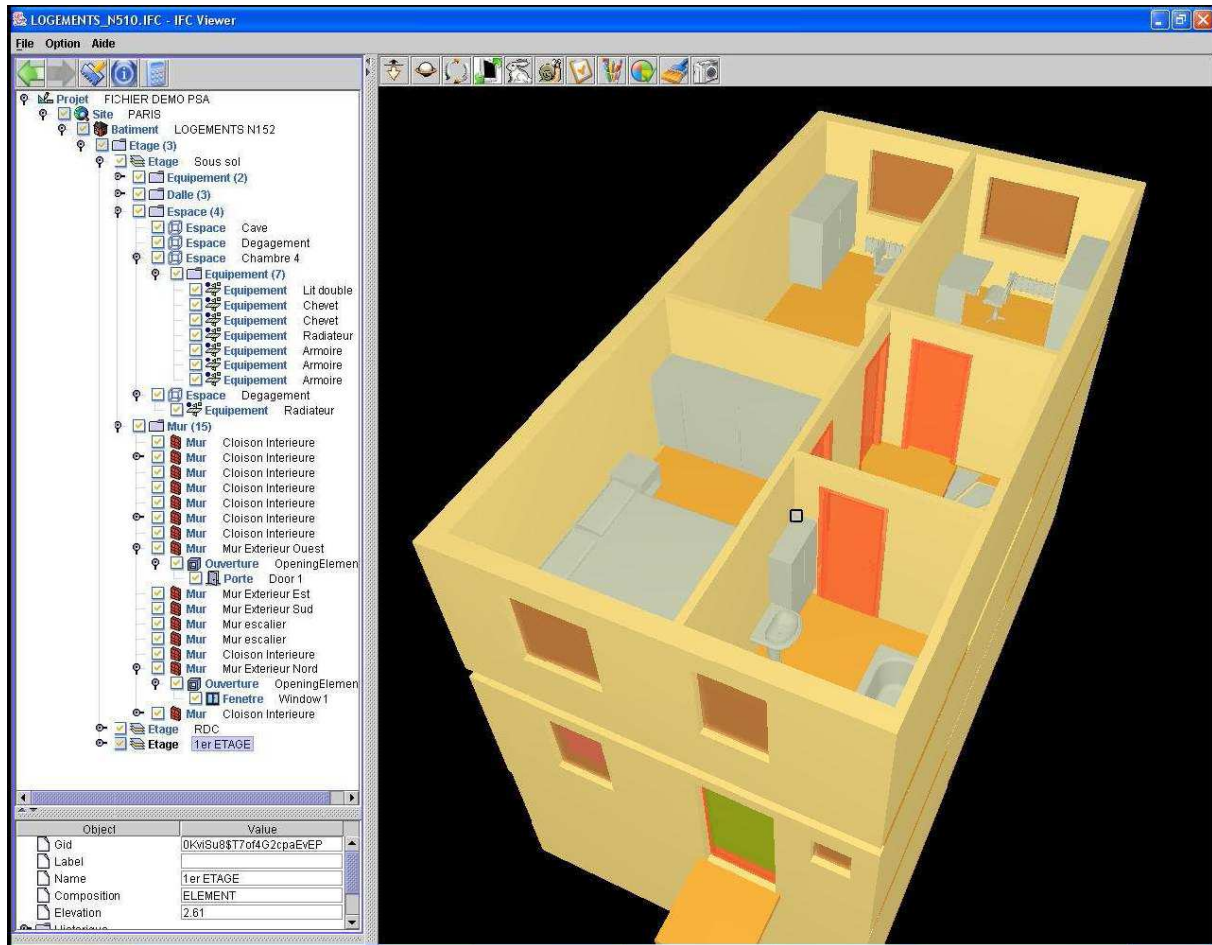 LOGEMENTS_N510.IFC - IFC Viewer
File Option Aide
Projet FICHIER DEMO PSA
Site PARIS
Batiment LOGEMENTS N152
Etage (3)
Etage Sous sol
Equipement (2)
Dalle (3)
Espace (4)
Espace Cave
Espace Degagement
Espace Chambre 4
Equipement (7)
Equipement Lit double
Equipement Chevet
Equipement Chevet
Equipement Radiateur
Equipement Armoire
Equipement Armoire
Equipement Armoire
Espace Degagement
Equipement Radiateur
Mur (15)
Mur Cloison Interieure
Mur Cloison Interieure
Mur Cloison Interieure
Mur Cloison Interieure
Mur Cloison Interieure
Mur Cloison Interieure
Mur Cloison Interieure
Mur Mur Exterieur Ouest
Ouverture OpeningElemen
Porte Door 1
Mur Mur Exterieur Est
Mur Mur Exterieur Sud
Mur Mur escalier
Mur Mur escalier
Mur Cloison Interieure
Mur Mur Exterieur Nord
Ouverture OpeningElemen
Fenetre Window1
Mur Cloison Interieure
Etage RDC
Etage 1er ETAGE
Object Value
Gid 0KviSu8$T7of4G2cpaEvEP
Label
Name 1er ETAGE
Composition ELEMENT
Elevation 2.61
Historique